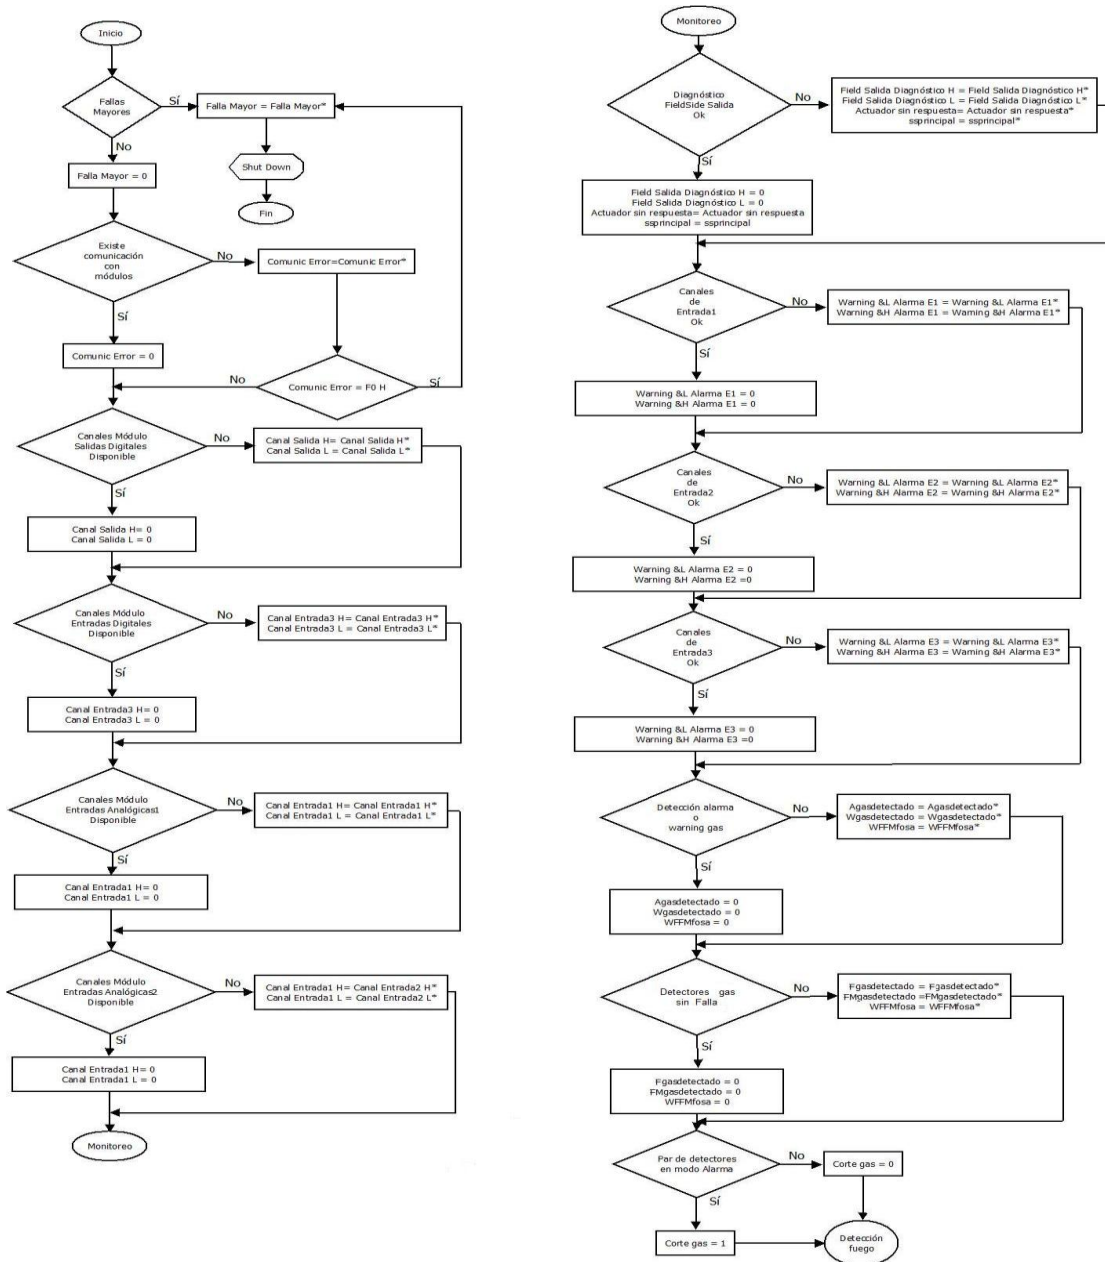 Inicio
Fallas
Mayores
Sí
Falla Mayor = Falla Mayor*
No
Shut Down
Falla Mayor = 0
Fin
Existe
comunicación
con
módulos
No
Comunic Error=Comunic Error*
Sí
Comunic Error = 0
No
Comunic Error = F0 H
Sí
Canales Módulo
Salidas Digitales
Disponible
No
Canal Salida H= Canal Salida H*
Canal Salida L = Canal Salida L*
Sí
Canal Salida H= 0
Canal Salida L = 0
Canales Módulo
Entradas Digitales
Disponible
No
Canal Entrada3 H= Canal Entrada3 H*
Canal Entrada3 L = Canal Entrada3 L*
Sí
Canal Entrada3 H= 0
Canal Entrada3 L = 0
Canales Módulo
Entradas Analógicas1
Disponible
No
Canal Entrada1 H= Canal Entrada1 H*
Canal Entrada1 L = Canal Entrada1 L*
Sí
Canal Entrada1 H= 0
Canal Entrada1 L = 0
Canales Módulo
Entradas Analógicas2
Disponible
No
Canal Entrada1 H= Canal Entrada2 H*
Canal Entrada1 L = Canal Entrada2 L*
Sí
Canal Entrada1 H= 0
Canal Entrada1 L = 0
Monitoreo
Monitoreo
Diagnóstico
FieldSide Salida
Ok
No
Field Salida Diagnóstico H = Field Salida Diagnóstico H*
Field Salida Diagnóstico L = Field Salida Diagnóstico L*
Actuador sin respuesta= Actuador sin respuesta*
ssprincipal = ssprincipal*
Sí
Field Salida Diagnóstico H = 0
Field Salida Diagnóstico L = 0
Actuador sin respuesta= Actuador sin respuesta
ssprincipal = ssprincipal
Canales
de
Entrada1
Ok
No
Warning &L Alarma E1 = Warning &L Alarma E1*
Warning &H Alarma E1 = Warning &H Alarma E1*
Sí
Warning &L Alarma E1 = 0
Warning &H Alarma E1 = 0
Canales
de
Entrada2
Ok
No
Warning &L Alarma E2 = Warning &L Alarma E2*
Warning &H Alarma E2 = Warning &H Alarma E2*
Sí
Warning &L Alarma E2 = 0
Warning &H Alarma E2 =0
Canales
de
Entrada3
Ok
No
Warning &L Alarma E3 = Warning &L Alarma E3*
Warning &H Alarma E3 = Warning &H Alarma E3*
Sí
Warning &L Alarma E3 = 0
Warning &H Alarma E3 =0
Detección alarma
o
warning gas
No
Agasdetectado = Agasdetectado*
Wgasdetectado = Wgasdetectado*
WFFMfosa = WFFMfosa*
Sí
Agasdetectado = 0
Wgasdetectado = 0
WFFMfosa = 0
Detectores gas
sin Falla
No
Fgasdetectado = Fgasdetectado*
FMgasdetectado =FMgasdetectado*
WFFMfosa = WFFMfosa*
Sí
Fgasdetectado = 0
FMgasdetectado = 0
WFFMfosa = 0
Par de detectores
en modo Alarma
No
Corte gas = 0
Sí
Corte gas = 1
Detección
fuego